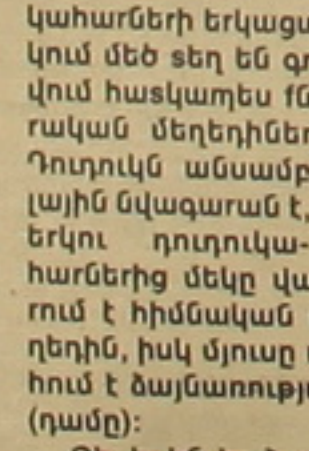 կահարների երկացա
կում մեծ տեղ են գր
վում հատկապես ֆն
րական մեղեդիներ
Դուդուկն անսամբ
լային նվագարան է,
երկու դուդուկա-
հարներից մեկը վա
րում է հիմնական
ղեդին, իսկ մյուսը
հում է ձայնառությ
(դամը):